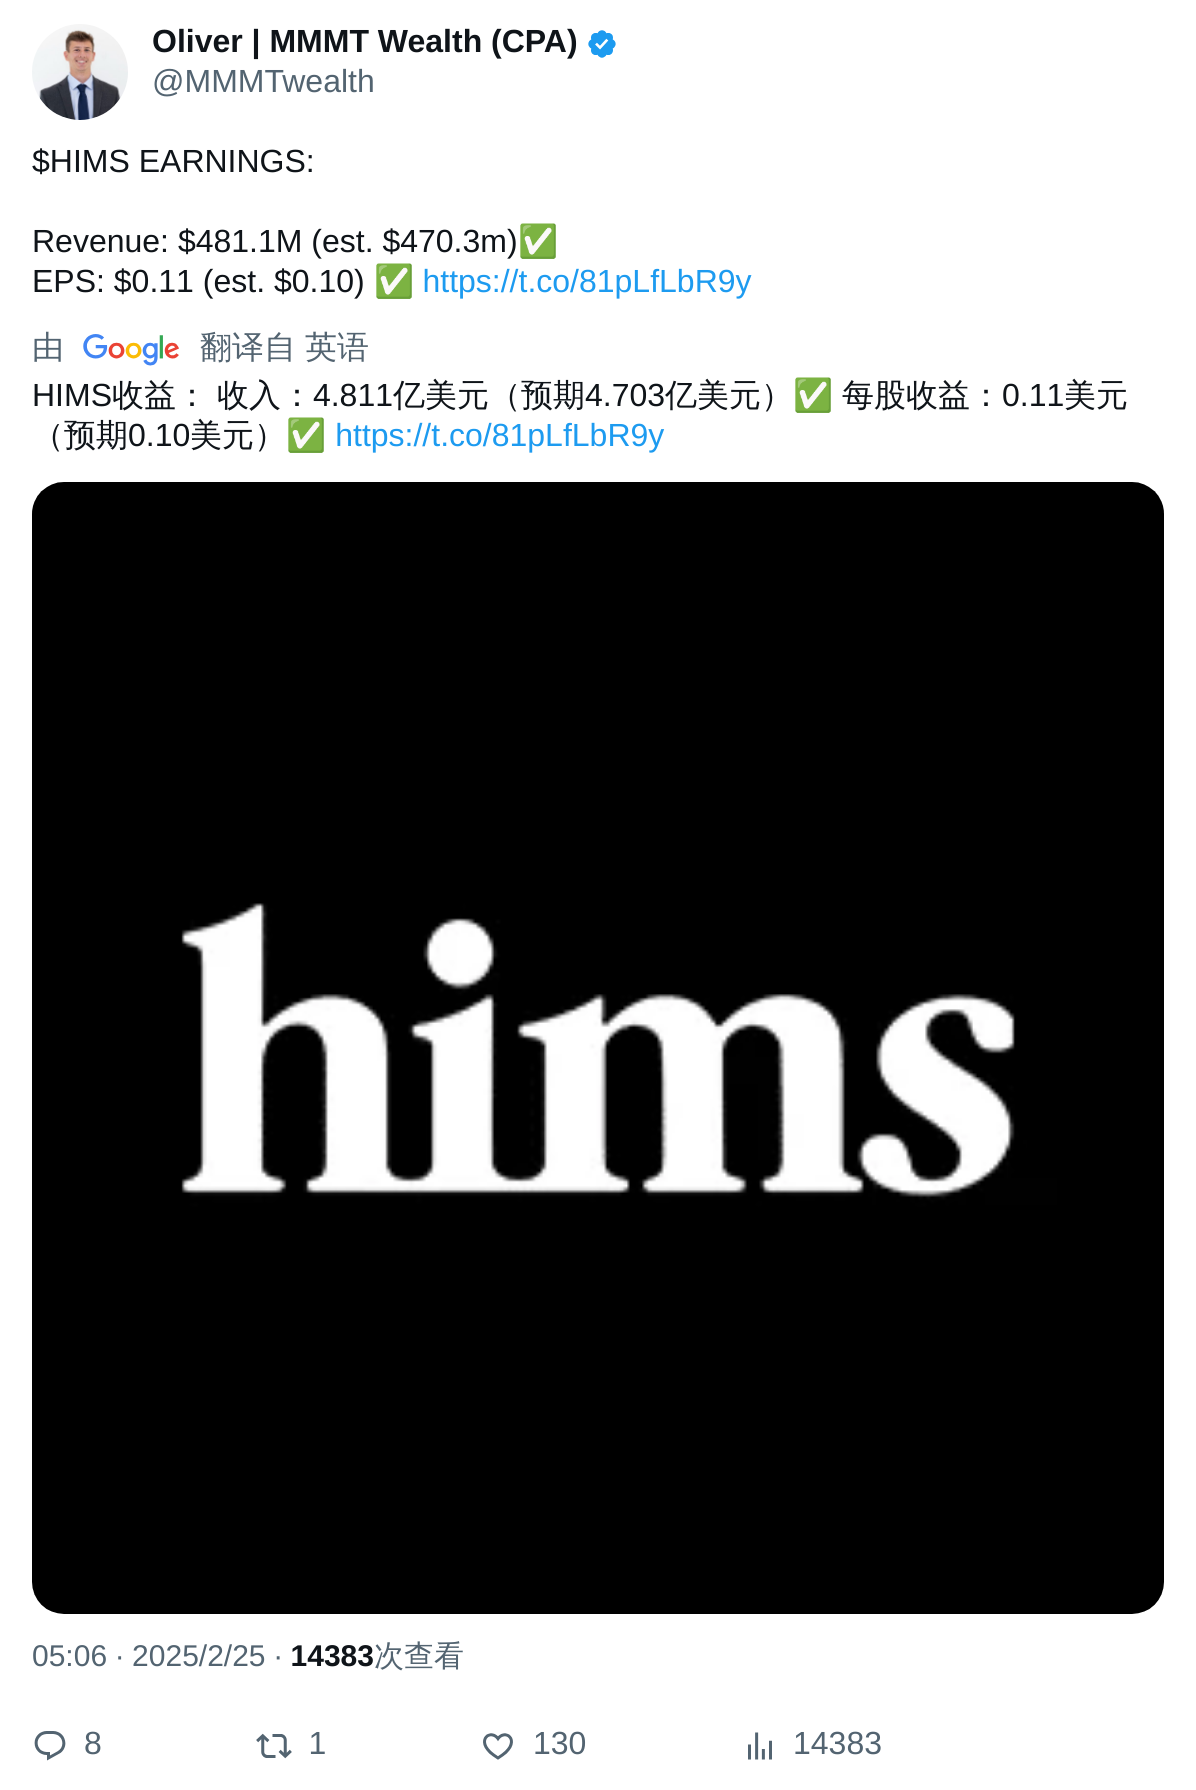 Oliver | MMMT Wealth (CPA)
@MMMTwealth
$HIMS EARNINGS:
Revenue: $481.1M (est. $470.3m)✅
EPS: $0.11 (est. $0.10) ✅ https://t.co/81pLfLbR9y
由 Google 翻译自 英语
HIMS收益： 收入：4.811亿美元（预期4.703亿美元）✅ 每股收益：0.11美元
（预期0.10美元）✅ https://t.co/81pLfLbR9y
hims
05:06 · 2025/2/25 · 14383次查看
8 1 130 14383